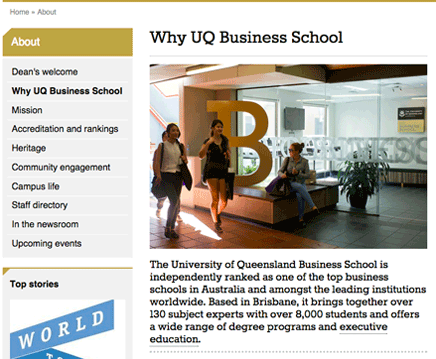 Home » About
About
Dean's welcome
Why UQ Business School
Mission
Accreditation and rankings
Heritage
Community engagement
Campus life
Staff directory
In the newsroom
Upcoming events
Top stories
WORLD
Why UQ Business School
B
BUSINESS
The University of Queensland Business School is
independently ranked as one of the top business
schools in Australia and amongst the leading institutions
worldwide. Based in Brisbane, it brings together over
130 subject experts with over 8,000 students and offers
a wide range of degree programs and executive
education.